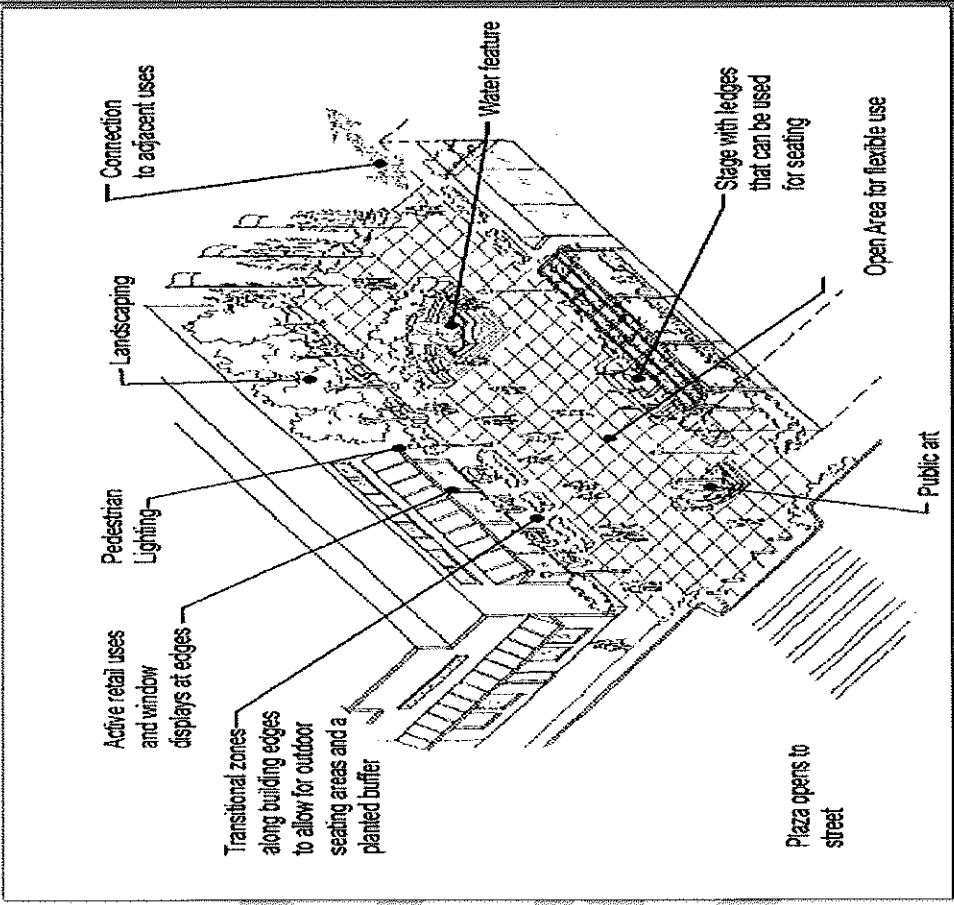 Active retail uses
and window
displays at edges
Pedestrian
Lighting
Landscaping
Connection
to adjacent uses
Transitional zones
along building edges
to allow for outdoor
seating areas and a
planted buffer
Water feature
Stage with ledges
that can be used
for seating
Open Area for flexible use
Public art
Plaza opens to
street